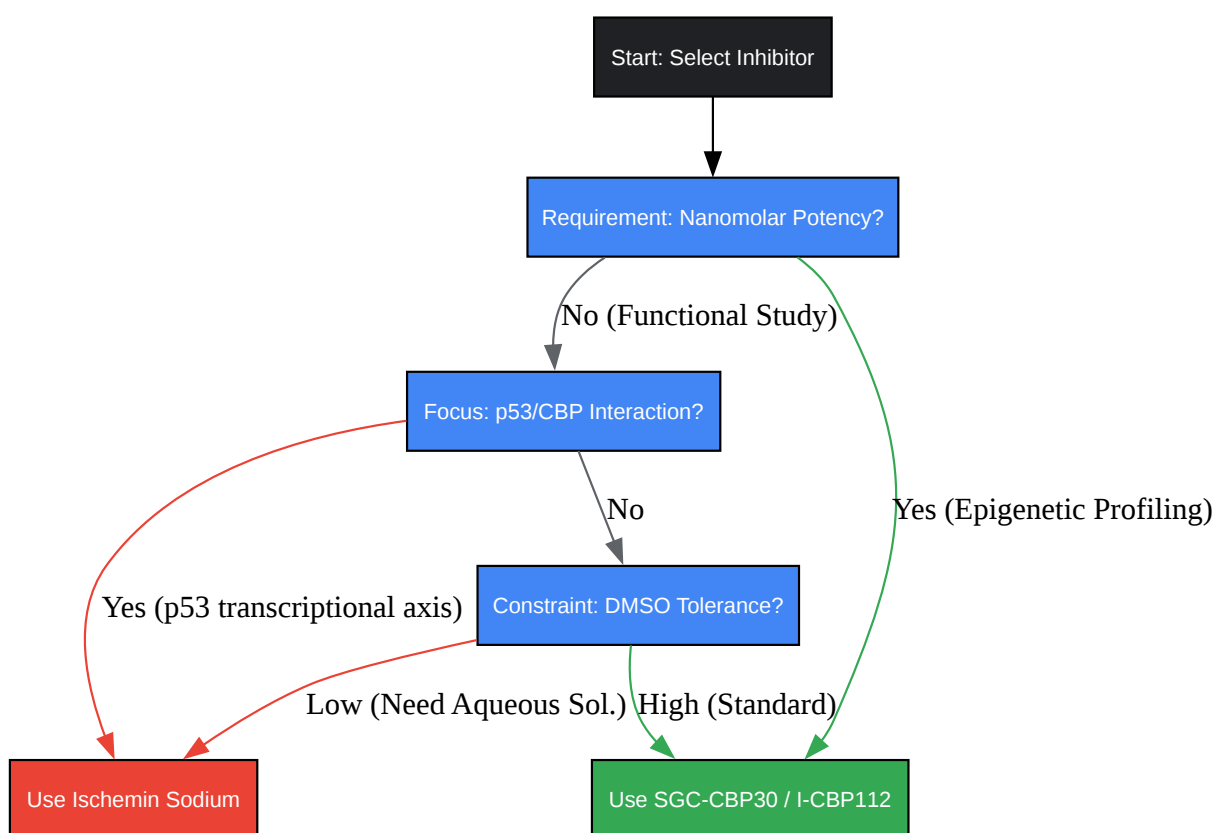 Start: Select Inhibitor
Requirement: Nanomolar Potency?
No (Functional Study)
Focus: p53/CBP Interaction?
No
Yes (Epigenetic Profiling)
Constraint: DMSO Tolerance?
Yes (p53 transcriptional axis)
Low (Need Aqueous Sol.)
High (Standard)
Use Ischemin Sodium
Use SGC-CBP30 / I-CBP112